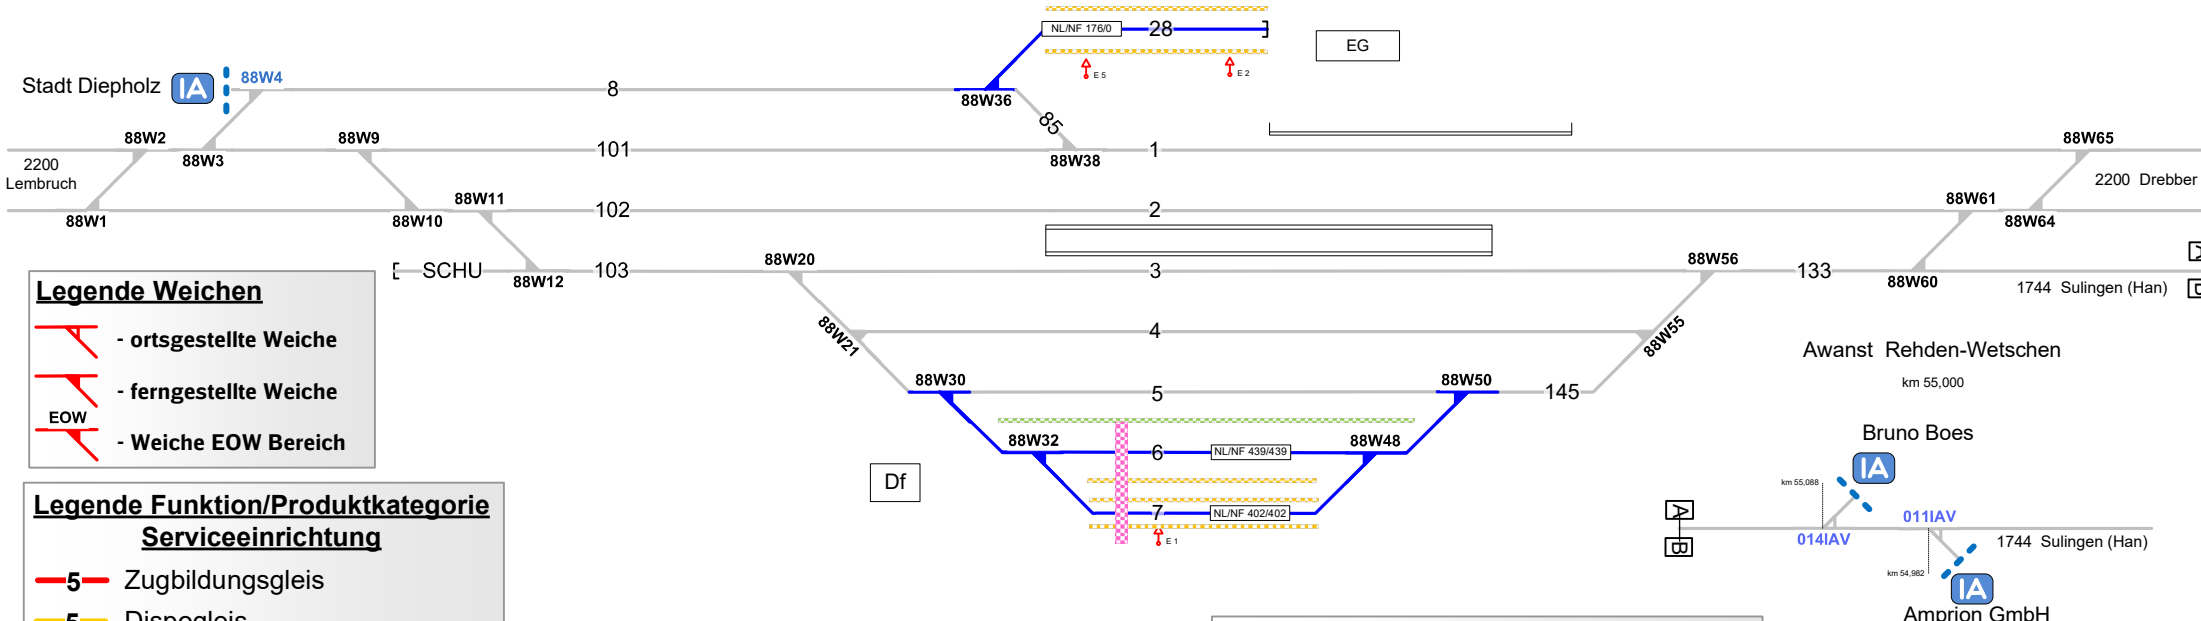 NL/NF 176/0
28
EG
E 5
E 2
Stadt Diepholz
IA
88W4
8
88W36
85
88W2
88W9
88W65
101
1
88W3
88W38
2200
Lembruch
2200 Drebber
88W11
88W61
102
2
88W1
88W10
88W64
88W20
88W56
SCHU
103
3
133
88W12
88W60
1744 Sulingen (Han)
Legende Weichen
- ortsgestellte Weiche
- ferngestellte Weiche
EOW
- Weiche EOW Bereich
88W21
4
88W55
Awanst Rehden-Wetschen
km 55,000
88W30
88W50
5
145
88W32
88W48
6
NL/NF 439/439
Df
7
NL/NF 402/402
E 1
Bruno Boes
IA
km 55,088
A
B
014IAV
011IAV
1744 Sulingen (Han)
km 54,982
IA
Amprion GmbH
Legende Funktion/Produktkategorie
Serviceeinrichtung
5
Zugbildungsgleis
5
Dispogleis